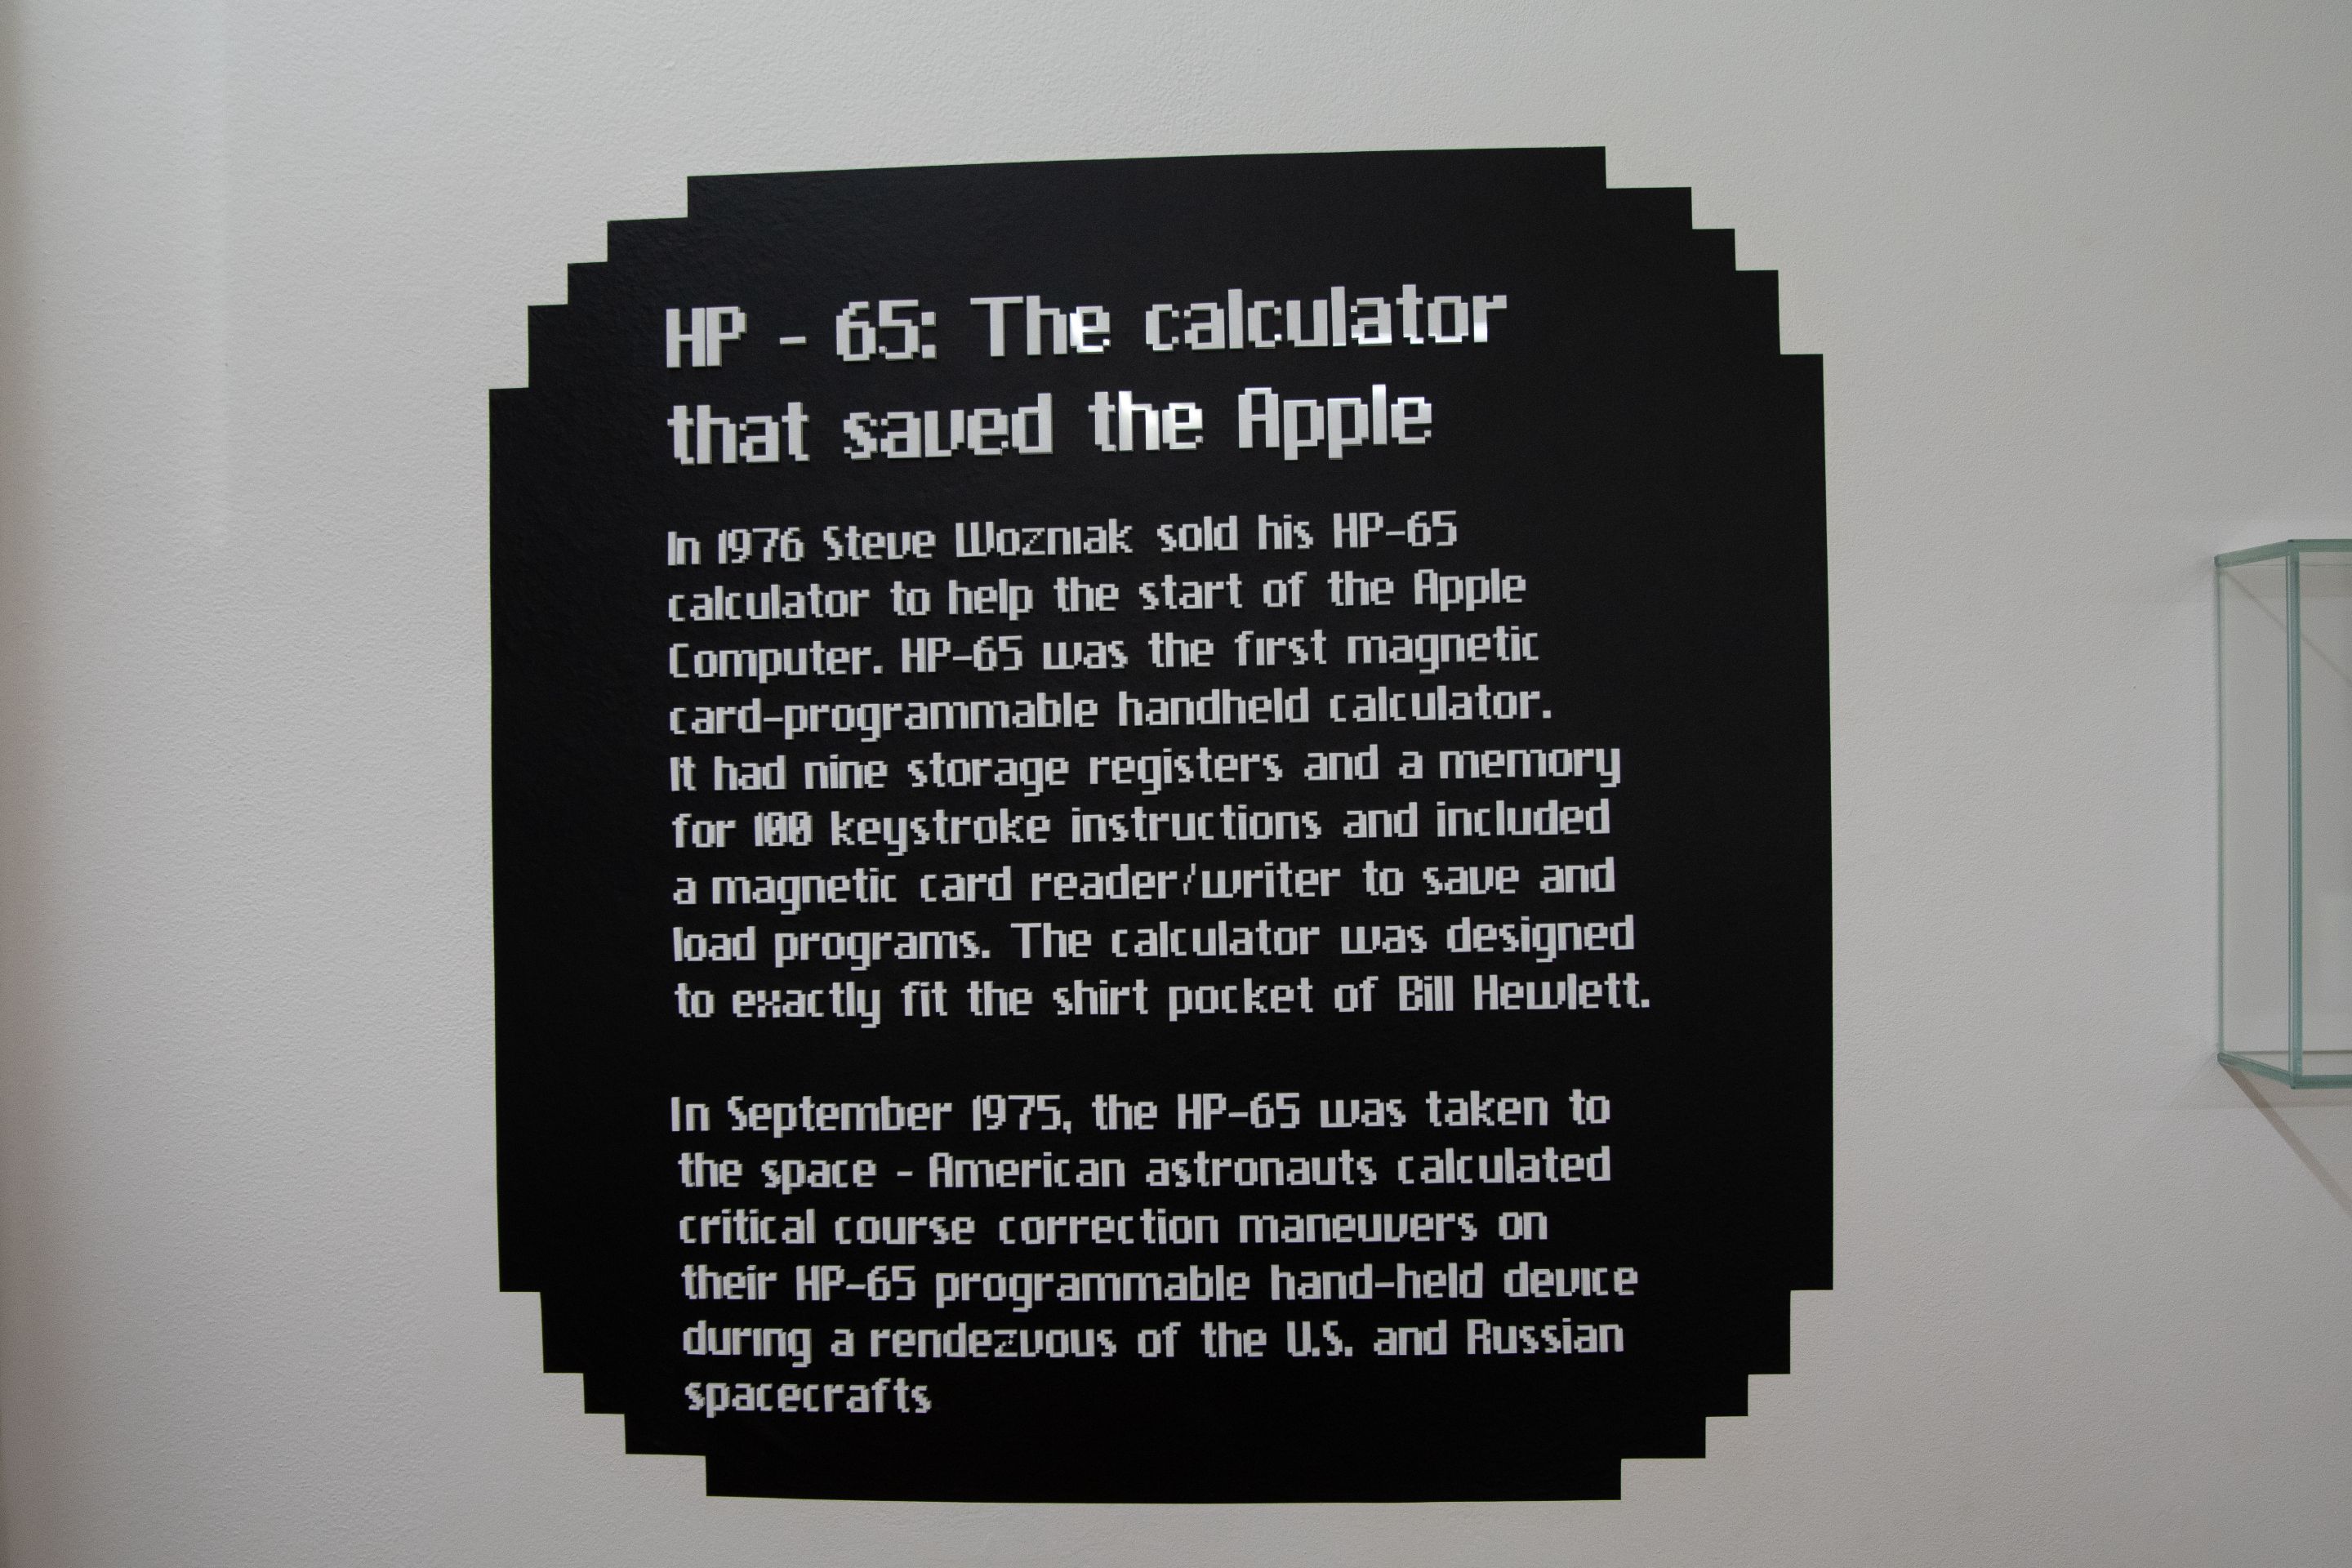 HP - 65: The calculator
that saved the Apple
In 1976 Steve Wozniak sold his HP-65
calculator to help the start of the Apple
Computer. HP-65 was the first magnetic
card-programmable handheld calculator.
It had nine storage registers and a memory
for 100 keystroke instructions and included
a magnetic card reader/writer to save and
load programs. The calculator was designed
to exactly fit the shirt pocket of Bill Hewlett.
In September 1975, the HP-65 was taken to
the space - American astronauts calculated
critical course correction maneuvers on
their HP-65 programmable hand-held device
during a rendezvous of the U.S. and Russian
spacecrafts